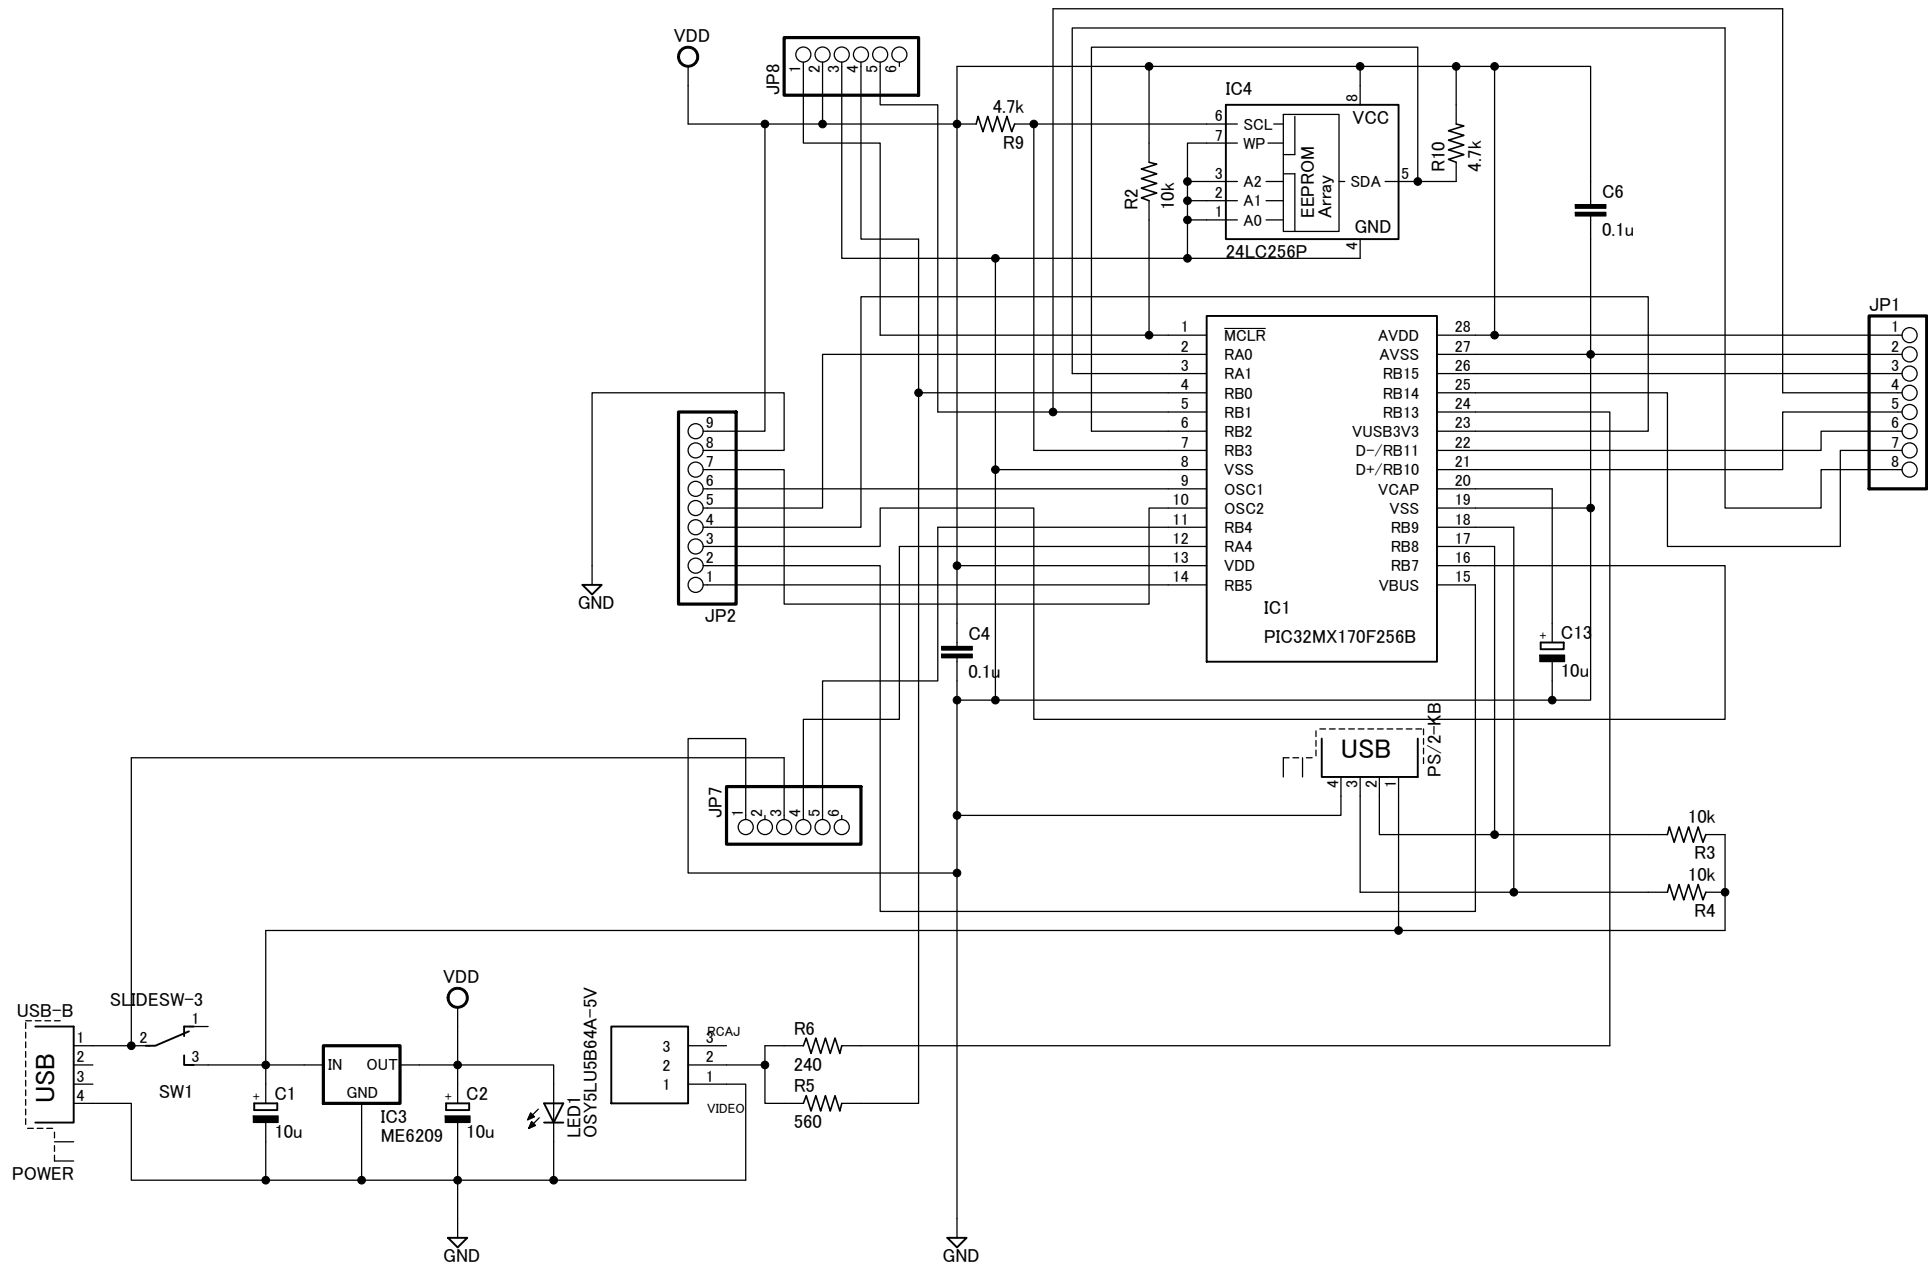 VDD
JP8
1 2 3 4 5 6
4.7k
R9
R2
10k
IC4
6 SCL
7 WP
3 A2
2 A1
1 A0
EEPROM
Array
8
VCC
SDA 5
GND
4
24LC256P
R10
4.7k
C6
0.1u
JP1
1
2
3
4
5
6
7
8
1 MCLR AVDD 28
2 RA0 AVSS 27
3 RA1 RB15 26
4 RB0 RB14 25
5 RB1 RB13 24
6 RB2 VUSB3V3 23
7 RB3 D-/RB11 22
8 VSS D+/RB10 21
9 OSC1 VCAP 20
10 OSC2 VSS 19
11 RB4 RB9 18
12 RA4 RB8 17
13 VDD RB7 16
14 RB5 VBUS 15
IC1
PIC32MX170F256B
9
8
7
6
5
4
3
2
1
JP2
GND
C4
0.1u
+ C13
10u
USB
PS/2-KB
4 3 2 1
JP7
1 2 3 4 5 6
10k
R3
10k
R4
USB-B
USB
1
2
3
4
POWER
SLIDESW-3
1
2
3
SW1
+ C1
10u
IN OUT
GND
IC3
ME6209
VDD
+ C2
10u
LED1
OSY5LU5B64A-5V
RCAJ
3 3
2 2
1 1
VIDEO
R6
240
R5
560
GND
GND